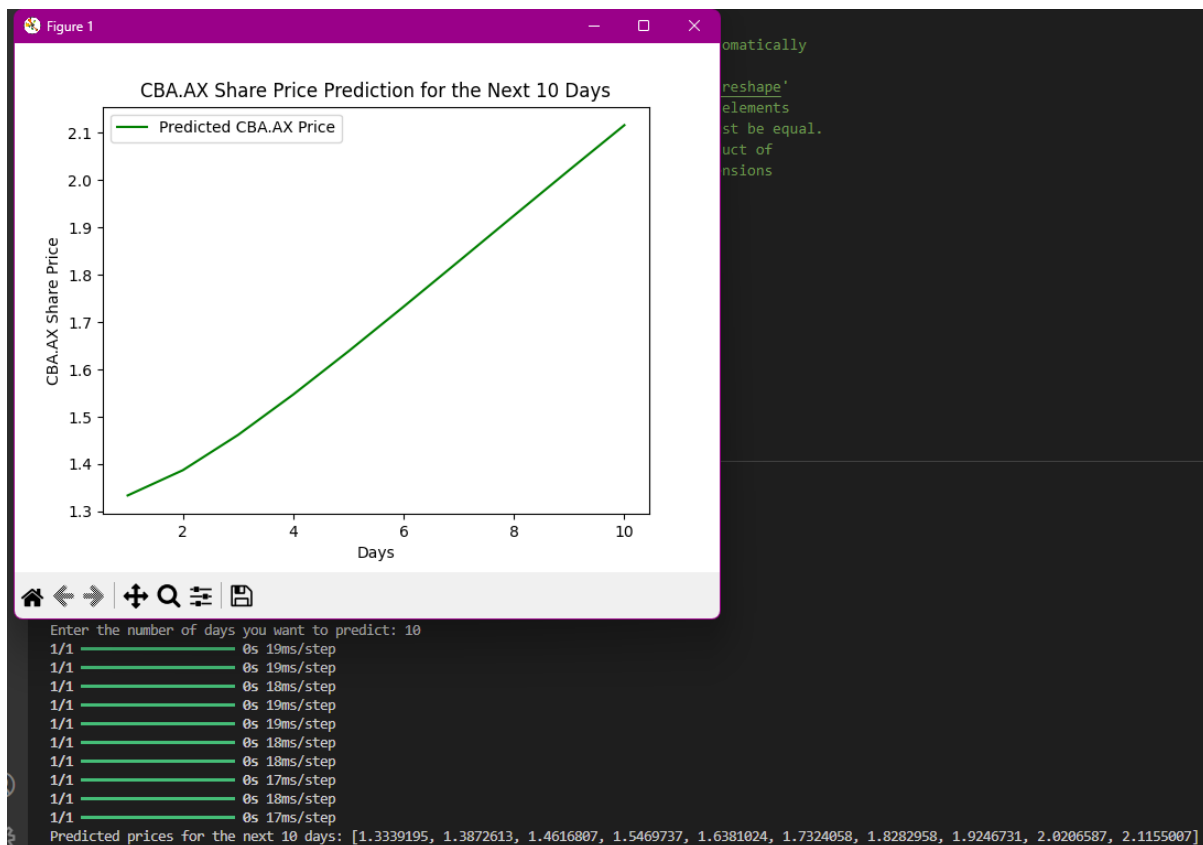 Figure 1
omatically
reshape'
elements
st be equal.
uct of
nsions
CBA.AX Share Price Prediction for the Next 10 Days
Predicted CBA.AX Price
CBA.AX Share Price
2.1
2.0
1.9
1.8
1.7
1.6
1.5
1.4
1.3
2 4 6 8 10
Days
Enter the number of days you want to predict: 10
1/1 0s 19ms/step
1/1 0s 19ms/step
1/1 0s 18ms/step
1/1 0s 19ms/step
1/1 0s 19ms/step
1/1 0s 18ms/step
1/1 0s 18ms/step
1/1 0s 17ms/step
1/1 0s 18ms/step
1/1 0s 17ms/step
Predicted prices for the next 10 days: [1.3339195, 1.3872613, 1.4616807, 1.5469737, 1.6381024, 1.7324058, 1.8282958, 1.9246731, 2.0206587, 2.1155007]